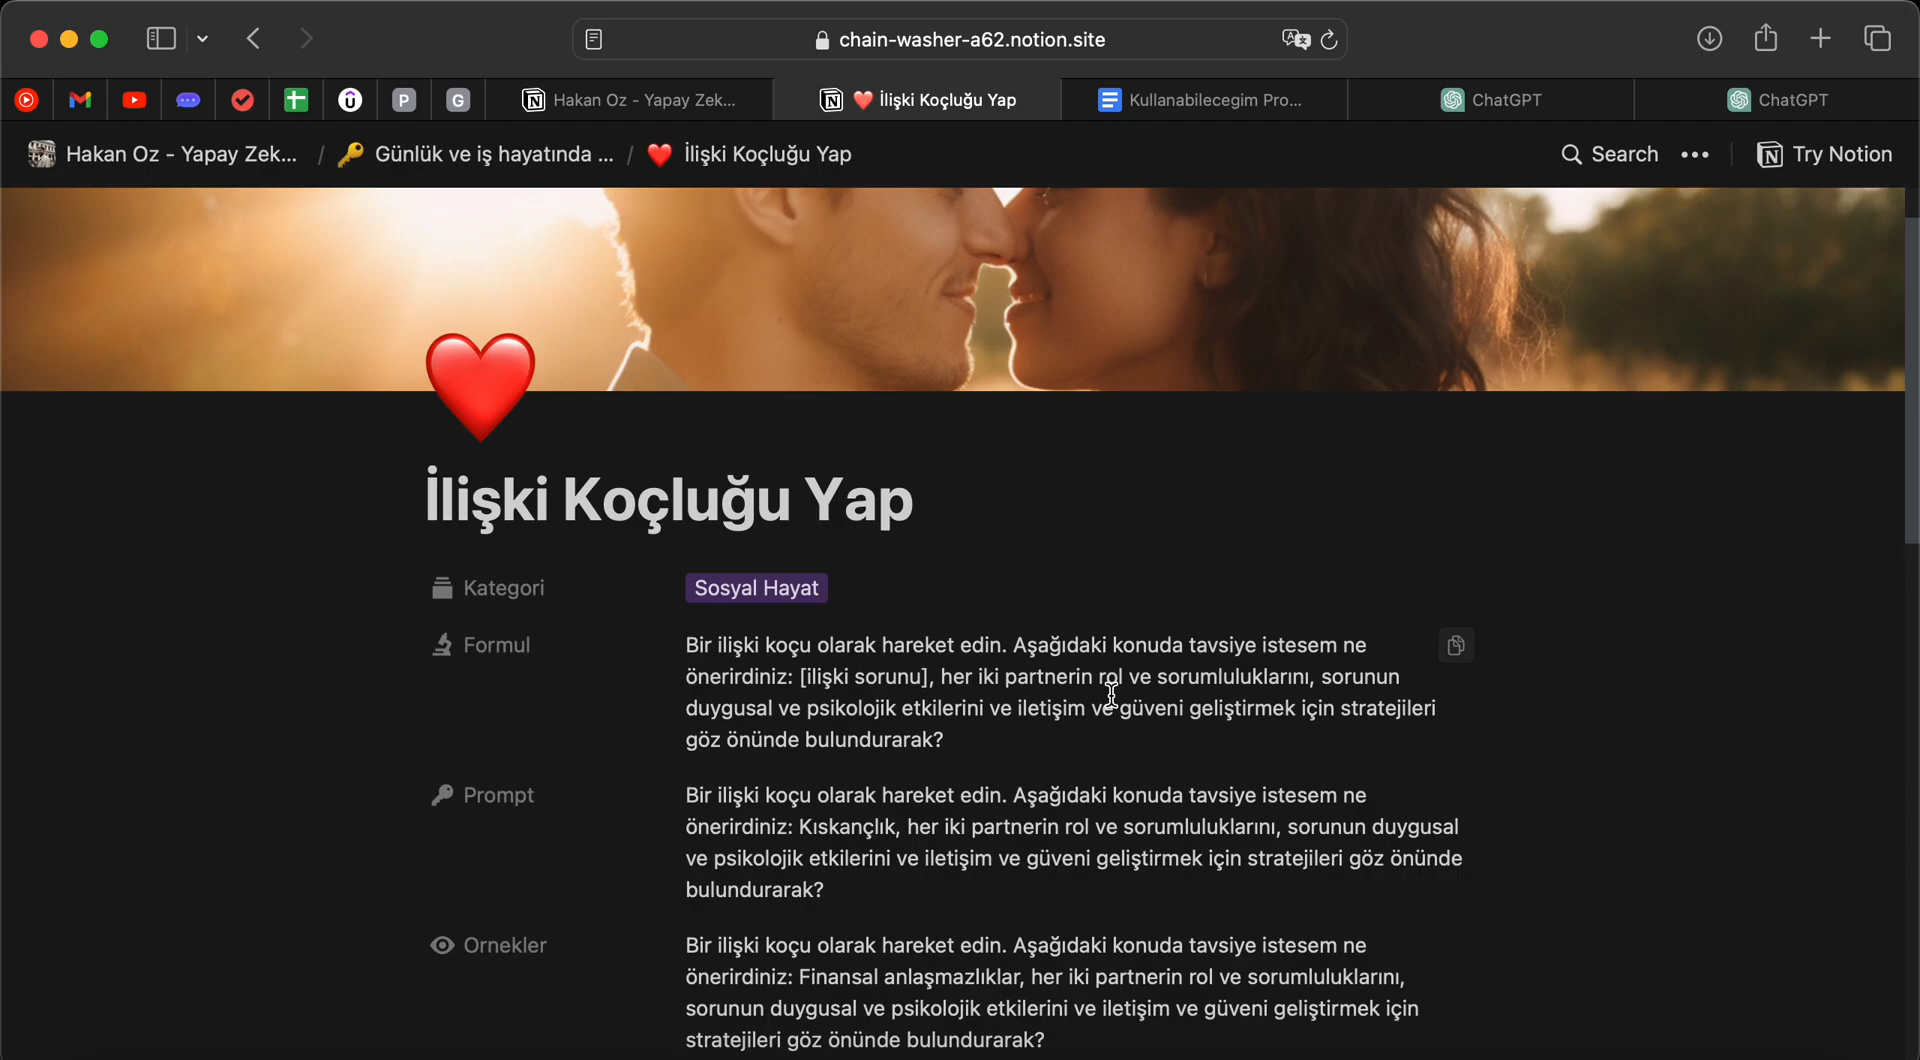 chain-washer-a62.notion.site
P
G
Hakan Oz - Yapay Zek...
❤️ İlişki Koçluğu Yap
Kullanabilecegim Pro...
ChatGPT
ChatGPT
Hakan Oz - Yapay Zek... / 🔑 Günlük ve iş hayatında ... / ❤️ İlişki Koçluğu Yap
Search
Try Notion
İlişki Koçluğu Yap
Kategori
Sosyal Hayat
Formul
Bir ilişki koçu olarak hareket edin. Aşağıdaki konuda tavsiye istesem ne
önerirdiniz: [ilişki sorunu], her iki partnerin rol ve sorumluluklarını, sorunun
duygusal ve psikolojik etkilerini ve iletişim ve güveni geliştirmek için stratejileri
göz önünde bulundurarak?
Prompt
Bir ilişki koçu olarak hareket edin. Aşağıdaki konuda tavsiye istesem ne
önerirdiniz: Kıskançlık, her iki partnerin rol ve sorumluluklarını, sorunun duygusal
ve psikolojik etkilerini ve iletişim ve güveni geliştirmek için stratejileri göz önünde
bulundurarak?
Ornekler
Bir ilişki koçu olarak hareket edin. Aşağıdaki konuda tavsiye istesem ne
önerirdiniz: Finansal anlaşmazlıklar, her iki partnerin rol ve sorumluluklarını,
sorunun duygusal ve psikolojik etkilerini ve iletişim ve güveni geliştirmek için
stratejileri göz önünde bulundurarak?